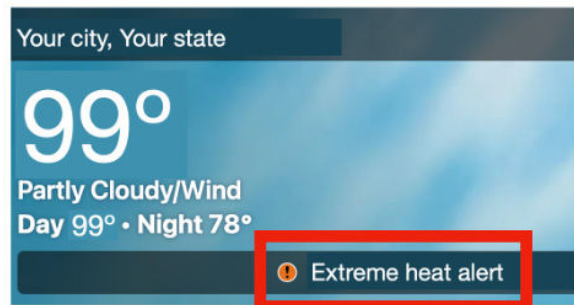 Your city, Your state
99°
Partly Cloudy/Wind
Day 99° • Night 78°
Extreme heat alert